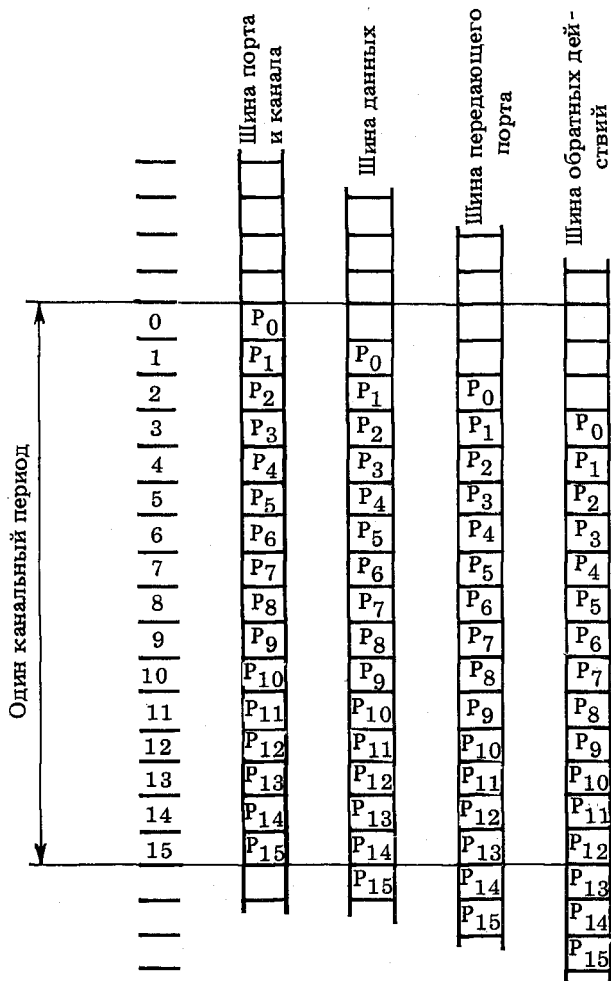 Шина порта
и канала
Шина данных
Шина передающего
порта
Шина обратных дей-
ствий
Один канальный период
0 P0
1 P1 P0
2 P2 P1 P0
3 P3 P2 P1 P0
4 P4 P3 P2 P1
5 P5 P4 P3 P2
6 P6 P5 P4 P3
7 P7 P6 P5 P4
8 P8 P7 P6 P5
9 P9 P8 P7 P6
10 P10 P9 P8 P7
11 P11 P10 P9 P8
12 P12 P11 P10 P9
13 P13 P12 P11 P10
14 P14 P13 P12 P11
15 P15 P14 P13 P12
P15 P14 P13
P15 P14
P15